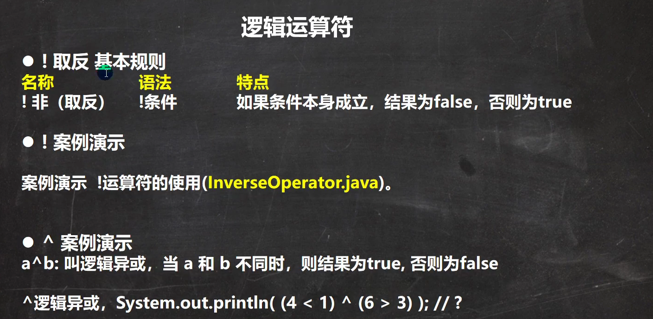 逻辑运算符
● ! 取反 基本规则
名称 语法 特点
! 非（取反） !条件 如果条件本身成立，结果为false，否则为true
● ! 案例演示
案例演示 !运算符的使用(InverseOperator.java)。
● ^ 案例演示
a^b: 叫逻辑异或，当 a 和 b 不同时，则结果为true, 否则为false
^逻辑异或，System.out.println( (4 < 1) ^ (6 > 3) ); // ?